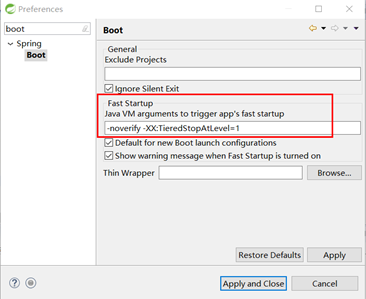 Preferences
boot
Spring
Boot
Boot
General
Exclude Projects
Ignore Silent Exit
Fast Startup
Java VM arguments to trigger app's fast startup
-noverify -XX:TieredStopAtLevel=1
Default for new Boot launch configurations
Show warning message when Fast Startup is turned on
Thin Wrapper
Browse...
Restore Defaults
Apply
Apply and Close
Cancel